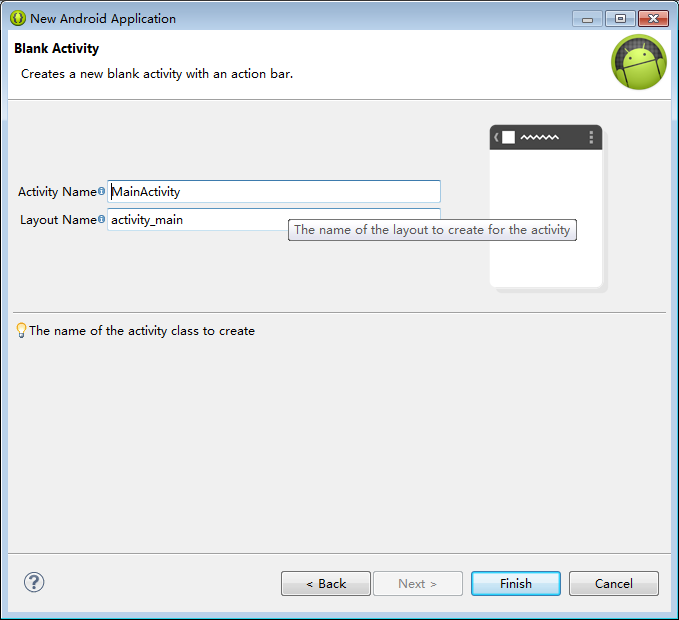 New Android Application
Blank Activity
Creates a new blank activity with an action bar.
Activity Name MainActivity
Layout Name activity_main
The name of the layout to create for the activity
The name of the activity class to create
? < Back Next > Finish Cancel